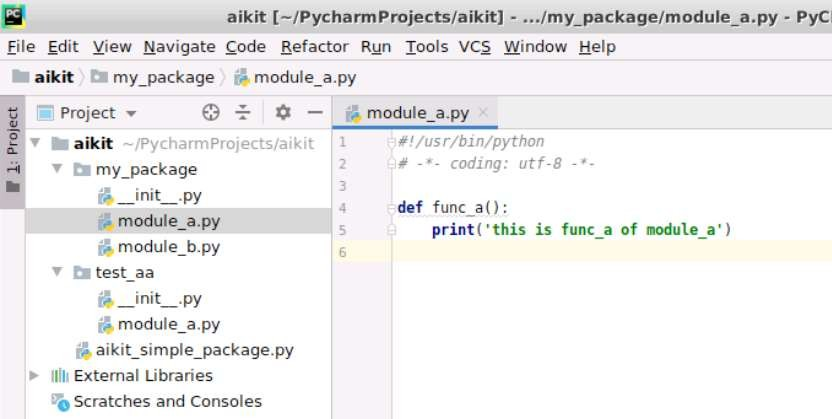 PC
aikit [~/PycharmProjects/aikit] - .../my_package/module_a.py - PyC
File Edit View Navigate Code Refactor Run Tools VCS Window Help
aikit my_package module_a.py
1: Project
Project
aikit ~/PycharmProjects/aikit
my_package
__init__.py
module_a.py
module_b.py
test_aa
__init__.py
module_a.py
aikit_simple_package.py
External Libraries
Scratches and Consoles
module_a.py
1 #!/usr/bin/python
2 # -*- coding: utf-8 -*-
3
4 def func_a():
5     print('this is func_a of module_a')
6